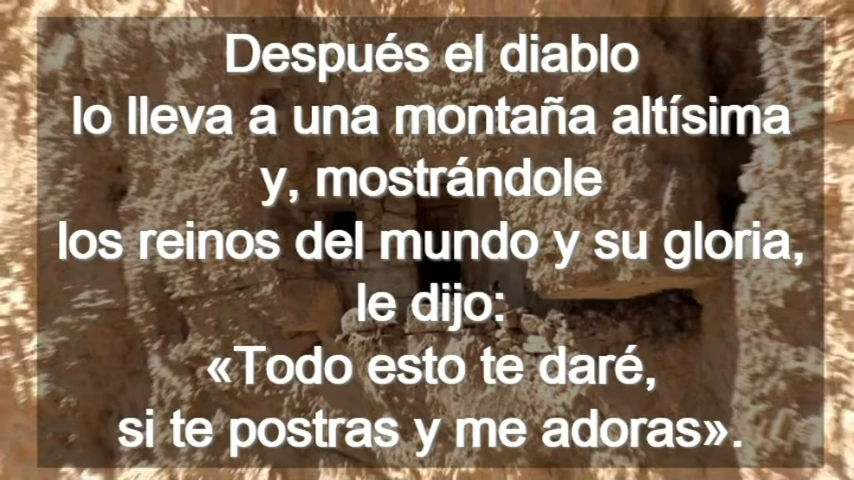 Después el diablo
lo lleva a una montaña altísima
y, mostrándole
los reinos del mundo y su gloria,
le dijo:
«Todo esto te daré,
si te postras y me adoras».